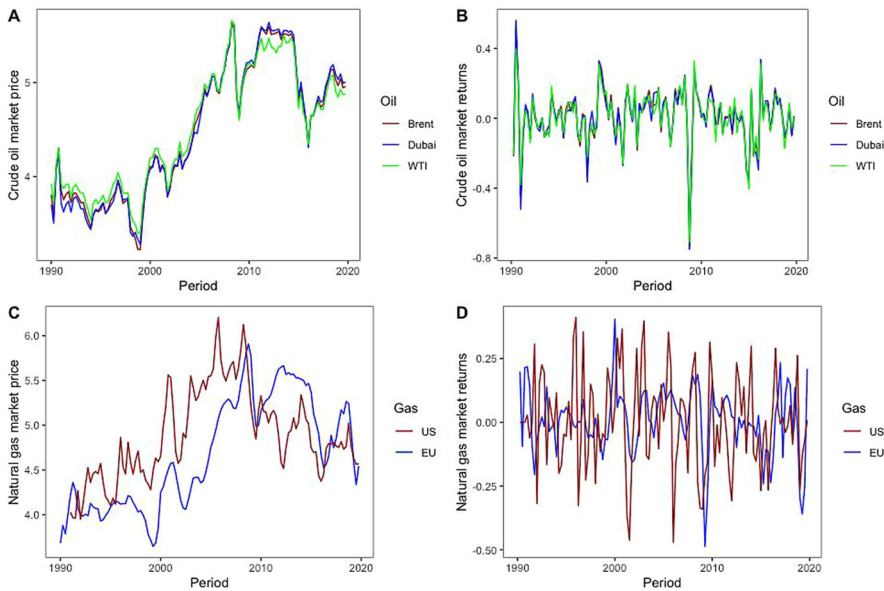 A
Crude oil market price
5
4
1990
2000
2010
2020
Period
Oil
Brent
Dubai
WTI
B
Crude oil market returns
0.4
0.0
-0.4
-0.8
1990
2000
2010
2020
Period
Oil
Brent
Dubai
WTI
C
Natural gas market price
6.0
5.5
5.0
4.5
4.0
1990
2000
2010
2020
Period
Gas
US
EU
D
Natural gas market returns
0.25
0.00
-0.25
-0.50
1990
2000
2010
2020
Period
Gas
US
EU